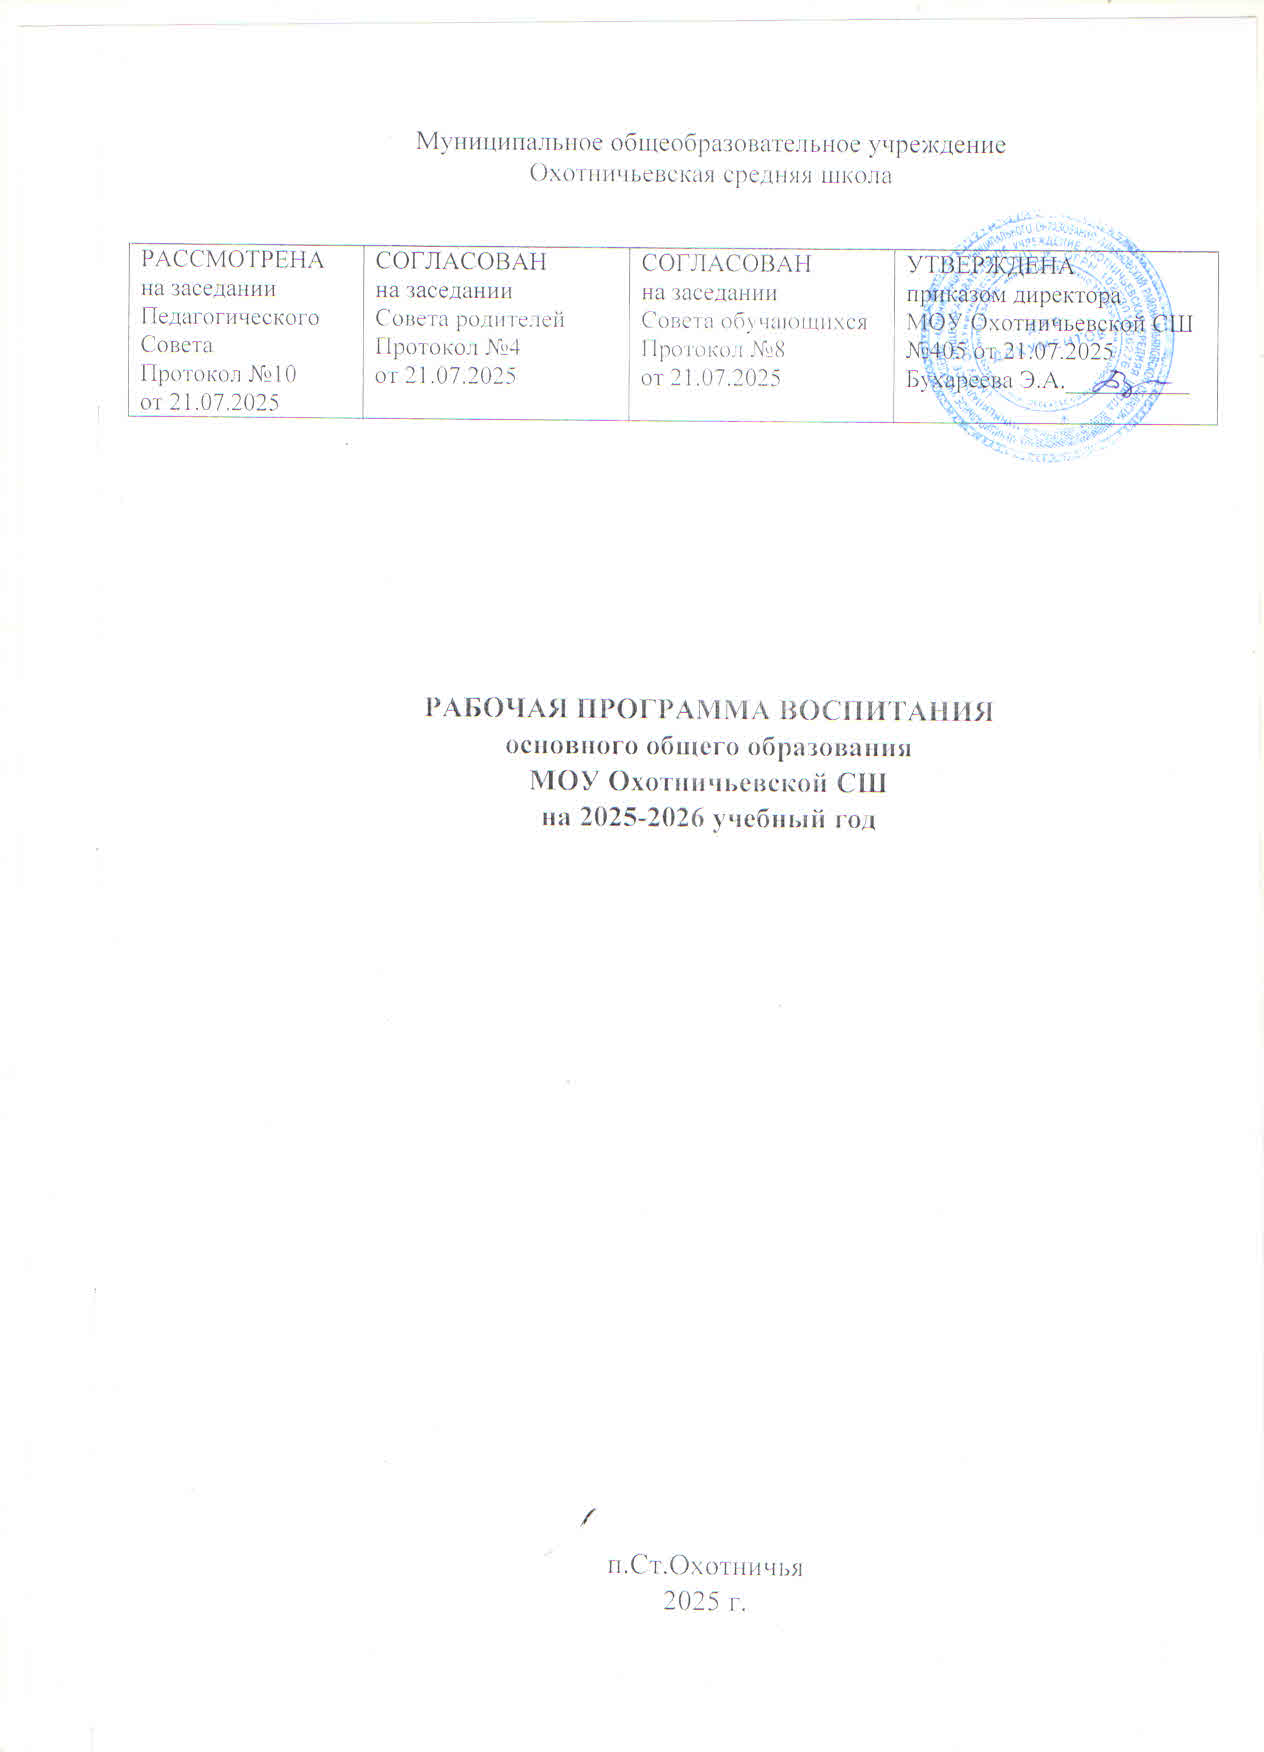 Муниципальное общеобразовательное учреждение
Охотничьевская средняя школа
РАССМОТРЕНА
на заседании
Педагогического
Совета
Протокол №10
от 21.07.2025
СОГЛАСОВАН
на заседании
Совета родителей
Протокол №4
от 21.07.2025
СОГЛАСОВАН
на заседании
Совета обучающихся
Протокол №8
от 21.07.2025
УТВЕРЖДЕНА
приказом директора
МОУ Охотничьевской СШ
№405 от 21.07.2025
Бухареева Э.А.
РАБОЧАЯ ПРОГРАММА ВОСПИТАНИЯ
основного общего образования
МОУ Охотничьевской СШ
на 2025-2026 учебный год
п.Ст.Охотничья
2025 г.